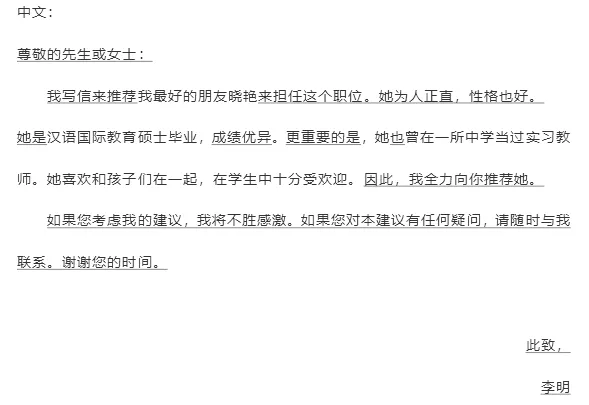 中文：
尊敬的先生或女士：
我写信来推荐我最好的朋友晓艳来担任这个职位。她为人正直，性格也好。
她是汉语国际教育硕士毕业，成绩优异。更重要的是，她也曾在一所中学当过实习教
师。她喜欢和孩子们在一起，在学生中十分受欢迎。因此，我全力向你推荐她。
如果您考虑我的建议，我将不胜感激。如果您对本建议有任何疑问，请随时与我
联系。谢谢您的时间。
此致，
李明